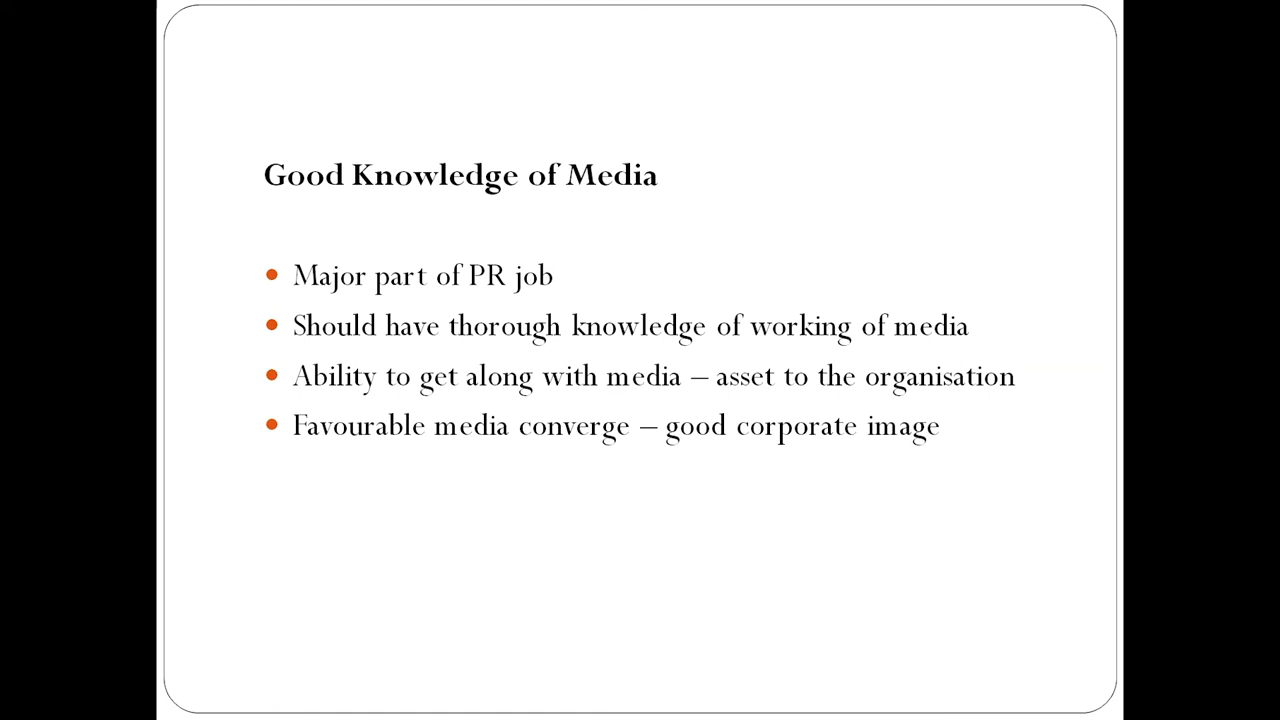 Good Knowledge of Media
• Major part of PR job
• Should have thorough knowledge of working of media
• Ability to get along with media – asset to the organisation
• Favourable media converge – good corporate image